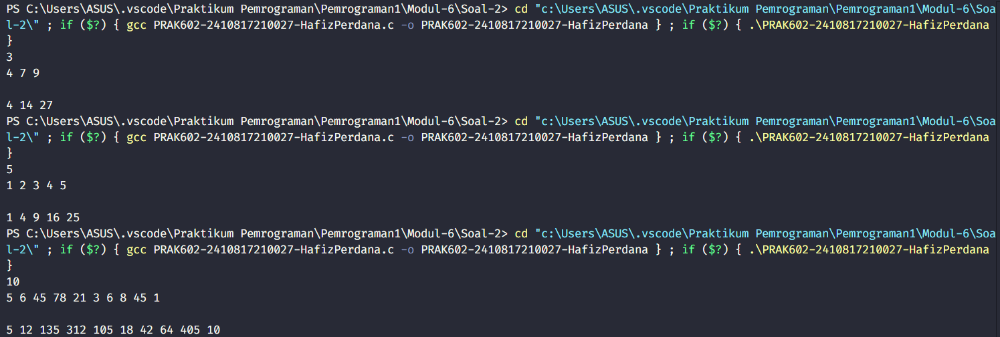 PS C:\Users\ASUS\.vscode\Praktikum Pemrograman\Pemrograman1\Modul-6\Soal-2> cd "c:\Users\ASUS\.vscode\Praktikum Pemrograman\Pemrograman1\Modul-6\Soa
l-2\" ; if ($?) { gcc PRAK602-2410817210027-HafizPerdana.c -o PRAK602-2410817210027-HafizPerdana } ; if ($?) { .\PRAK602-2410817210027-HafizPerdana
}
3
4 7 9

4 14 27
PS C:\Users\ASUS\.vscode\Praktikum Pemrograman\Pemrograman1\Modul-6\Soal-2> cd "c:\Users\ASUS\.vscode\Praktikum Pemrograman\Pemrograman1\Modul-6\Soa
l-2\" ; if ($?) { gcc PRAK602-2410817210027-HafizPerdana.c -o PRAK602-2410817210027-HafizPerdana } ; if ($?) { .\PRAK602-2410817210027-HafizPerdana
}
5
1 2 3 4 5

1 4 9 16 25
PS C:\Users\ASUS\.vscode\Praktikum Pemrograman\Pemrograman1\Modul-6\Soal-2> cd "c:\Users\ASUS\.vscode\Praktikum Pemrograman\Pemrograman1\Modul-6\Soa
l-2\" ; if ($?) { gcc PRAK602-2410817210027-HafizPerdana.c -o PRAK602-2410817210027-HafizPerdana } ; if ($?) { .\PRAK602-2410817210027-HafizPerdana
}
10
5 6 45 78 21 3 6 8 45 1

5 12 135 312 105 18 42 64 405 10